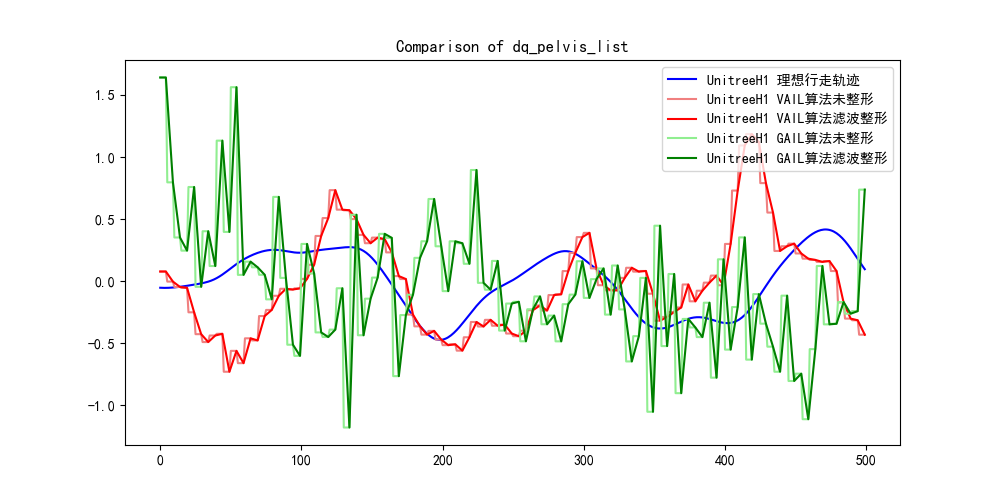 Comparison of dq_pelvis_list
UnitreeH1 理想行走轨迹
UnitreeH1 VAIL算法未整形
UnitreeH1 VAIL算法滤波整形
UnitreeH1 GAIL算法未整形
UnitreeH1 GAIL算法滤波整形
1.5
1.0
0.5
0.0
−0.5
−1.0
0 100 200 300 400 500